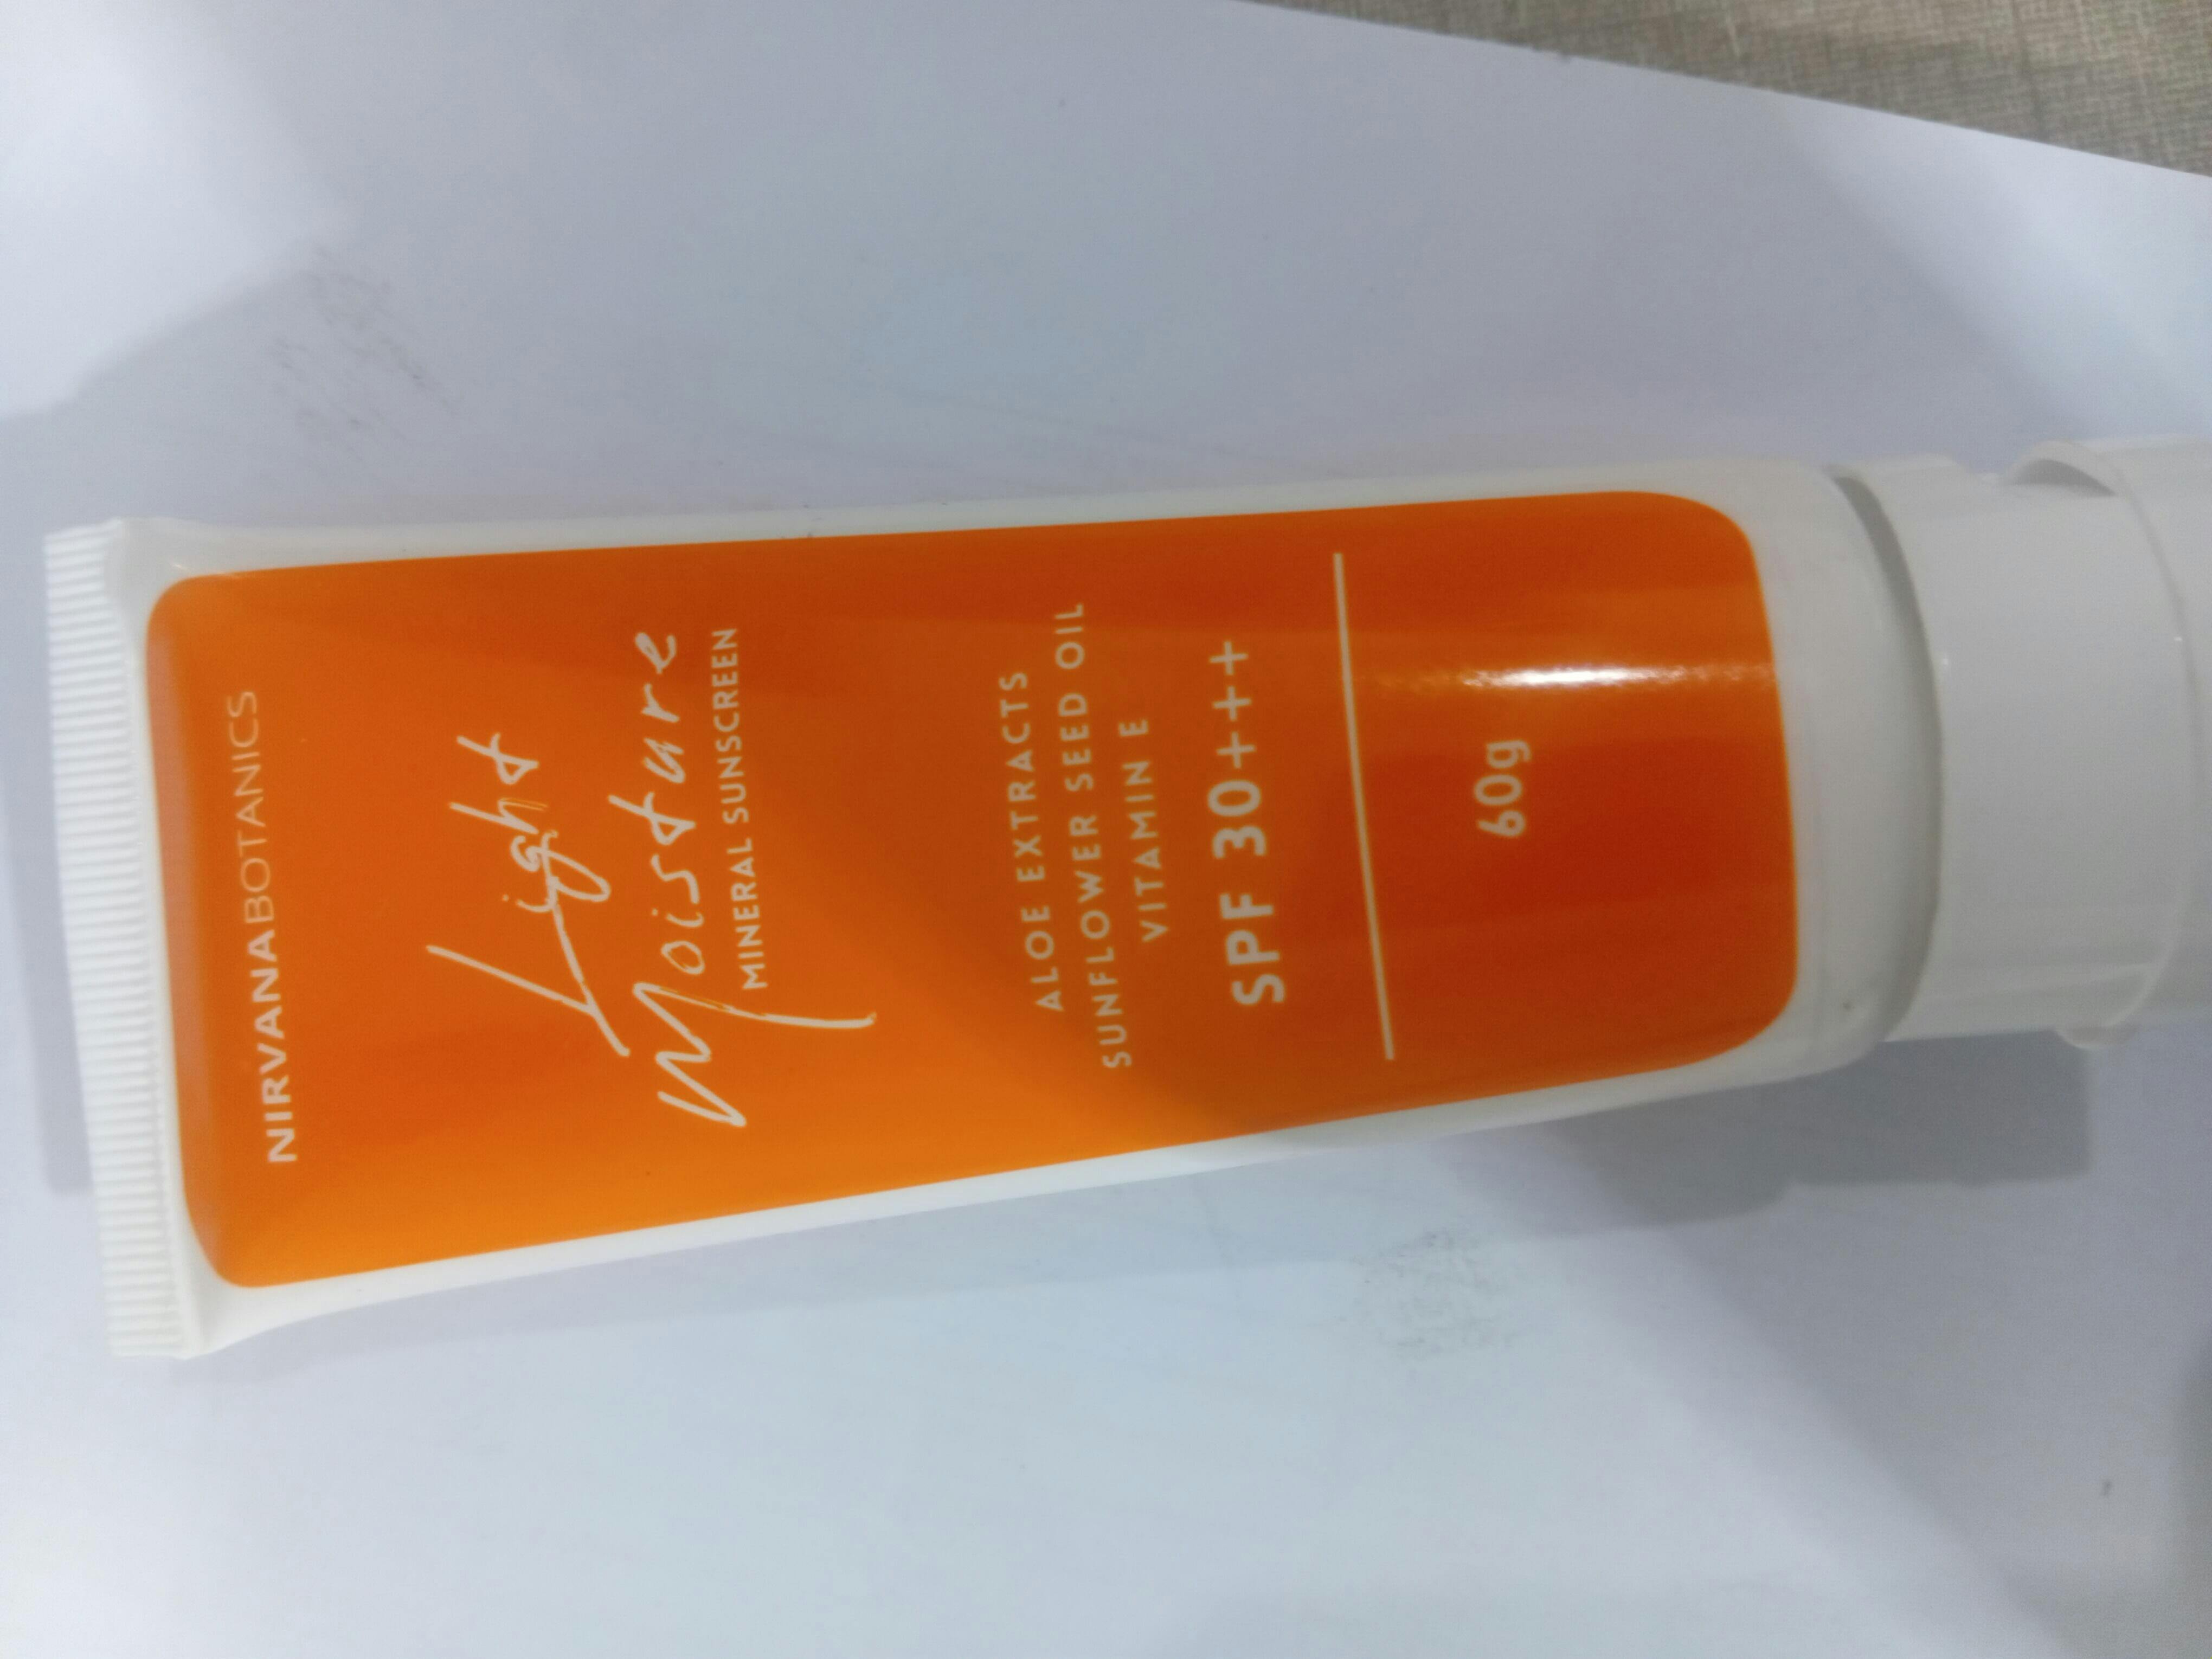 NIRVANABOTANICS
Light
Moisture
MINERAL SUNSCREEN
ALOE EXTRACTS
SUNFLOWER SEED OIL
VITAMIN E
SPF 30+++
60g